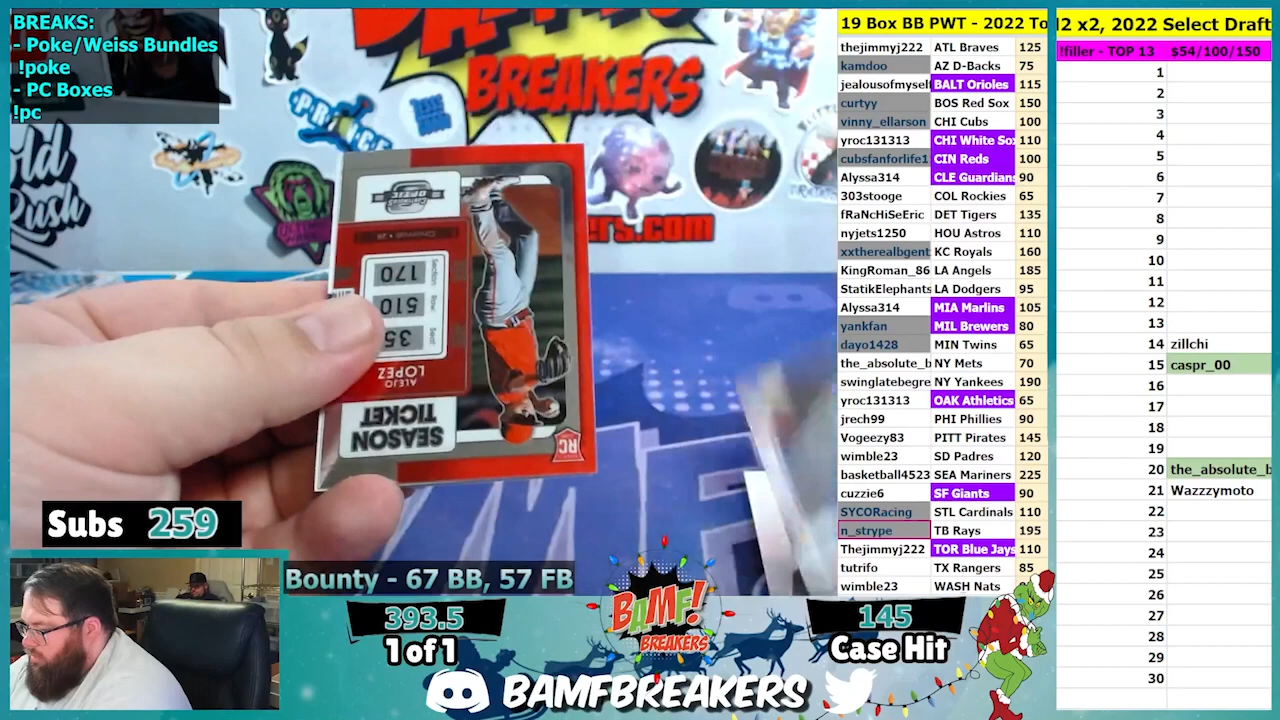 BREAKS:
- Poke/Weiss Bundles
!poke
- PC Boxes
!pc
BREAKERS
Old
Rush
ers.com
CONTENDERS
OPTIC
Cincinnati • 2B
Section
170
Row
510
Seat
35
ALEJO
LOPEZ
SEASON
TICKET
RC
Subs 259
Bounty - 67 BB, 57 FB
393.5
1 of 1
BAMF!
BREAKERS
145
Case Hit
BAMFBREAKERS
19 Box BB PWT - 2022 To
thejimmyj222 ATL Braves 125
kamdoo AZ D-Backs 75
jealousofmysel BALT Orioles 115
curtyy BOS Red Sox 150
vinny_ellarson CHI Cubs 100
yroc131313 CHI White Sox 110
cubsfanforlife1 CIN Reds 100
Alyssa314 CLE Guardians 90
303stooge COL Rockies 65
fRaNcHiSeEric DET Tigers 135
nyjets1250 HOU Astros 110
xxtherealbgent KC Royals 160
KingRoman_86 LA Angels 185
StatikElephants LA Dodgers 95
Alyssa314 MIA Marlins 105
yankfan MIL Brewers 80
dayo1428 MIN Twins 65
the_absolute_b NY Mets 70
swinglatebegre NY Yankees 190
yroc131313 OAK Athletics 65
jrech99 PHI Phillies 90
Vogeezy83 PITT Pirates 145
wimble23 SD Padres 120
basketball4523 SEA Mariners 225
cuzzie6 SF Giants 90
SYCORacing STL Cardinals 110
n_strype TB Rays 195
Thejimmyj222 TOR Blue Jays 110
tutrifo TX Rangers 85
wimble23 WASH Nats
l2 x2, 2022 Select Draft
!filler - TOP 13 $54/100/150
1
2
3
4
5
6
7
8
9
10
11
12
13
14 zillchi
15 caspr_00
16
17
18
19
20 the_absolute_b
21 Wazzzymoto
22
23
24
25
26
27
28
29
30